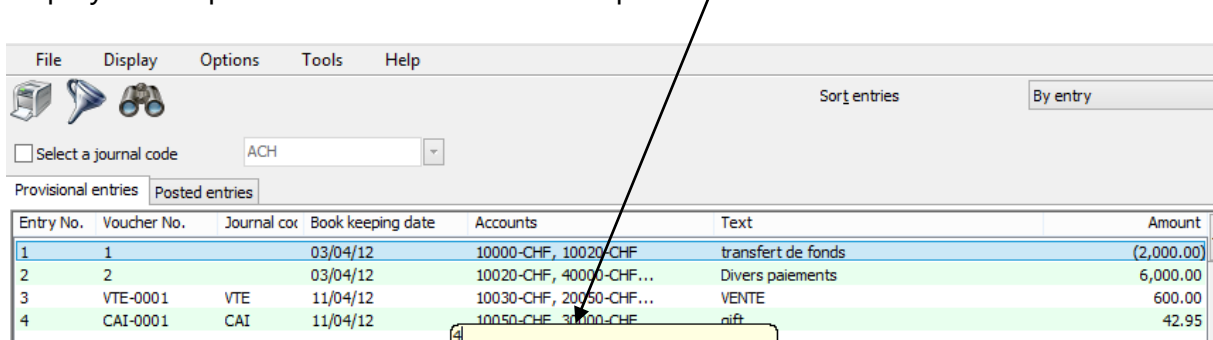 File Display Options Tools Help
Sort entries By entry
Select a journal code ACH
Provisional entries Posted entries
Entry No. Voucher No. Journal coc Book keeping date Accounts Text Amount
1 1 03/04/12 10000-CHF, 10020-CHF transfert de fonds (2,000.00)
2 2 03/04/12 10020-CHF, 40000-CHF... Divers paiements 6,000.00
3 VTE-0001 VTE 11/04/12 10030-CHF, 20050-CHF... VENTE 600.00
4 CAI-0001 CAI 11/04/12 10050-CHF, 30000-CHF gift 42.95
4